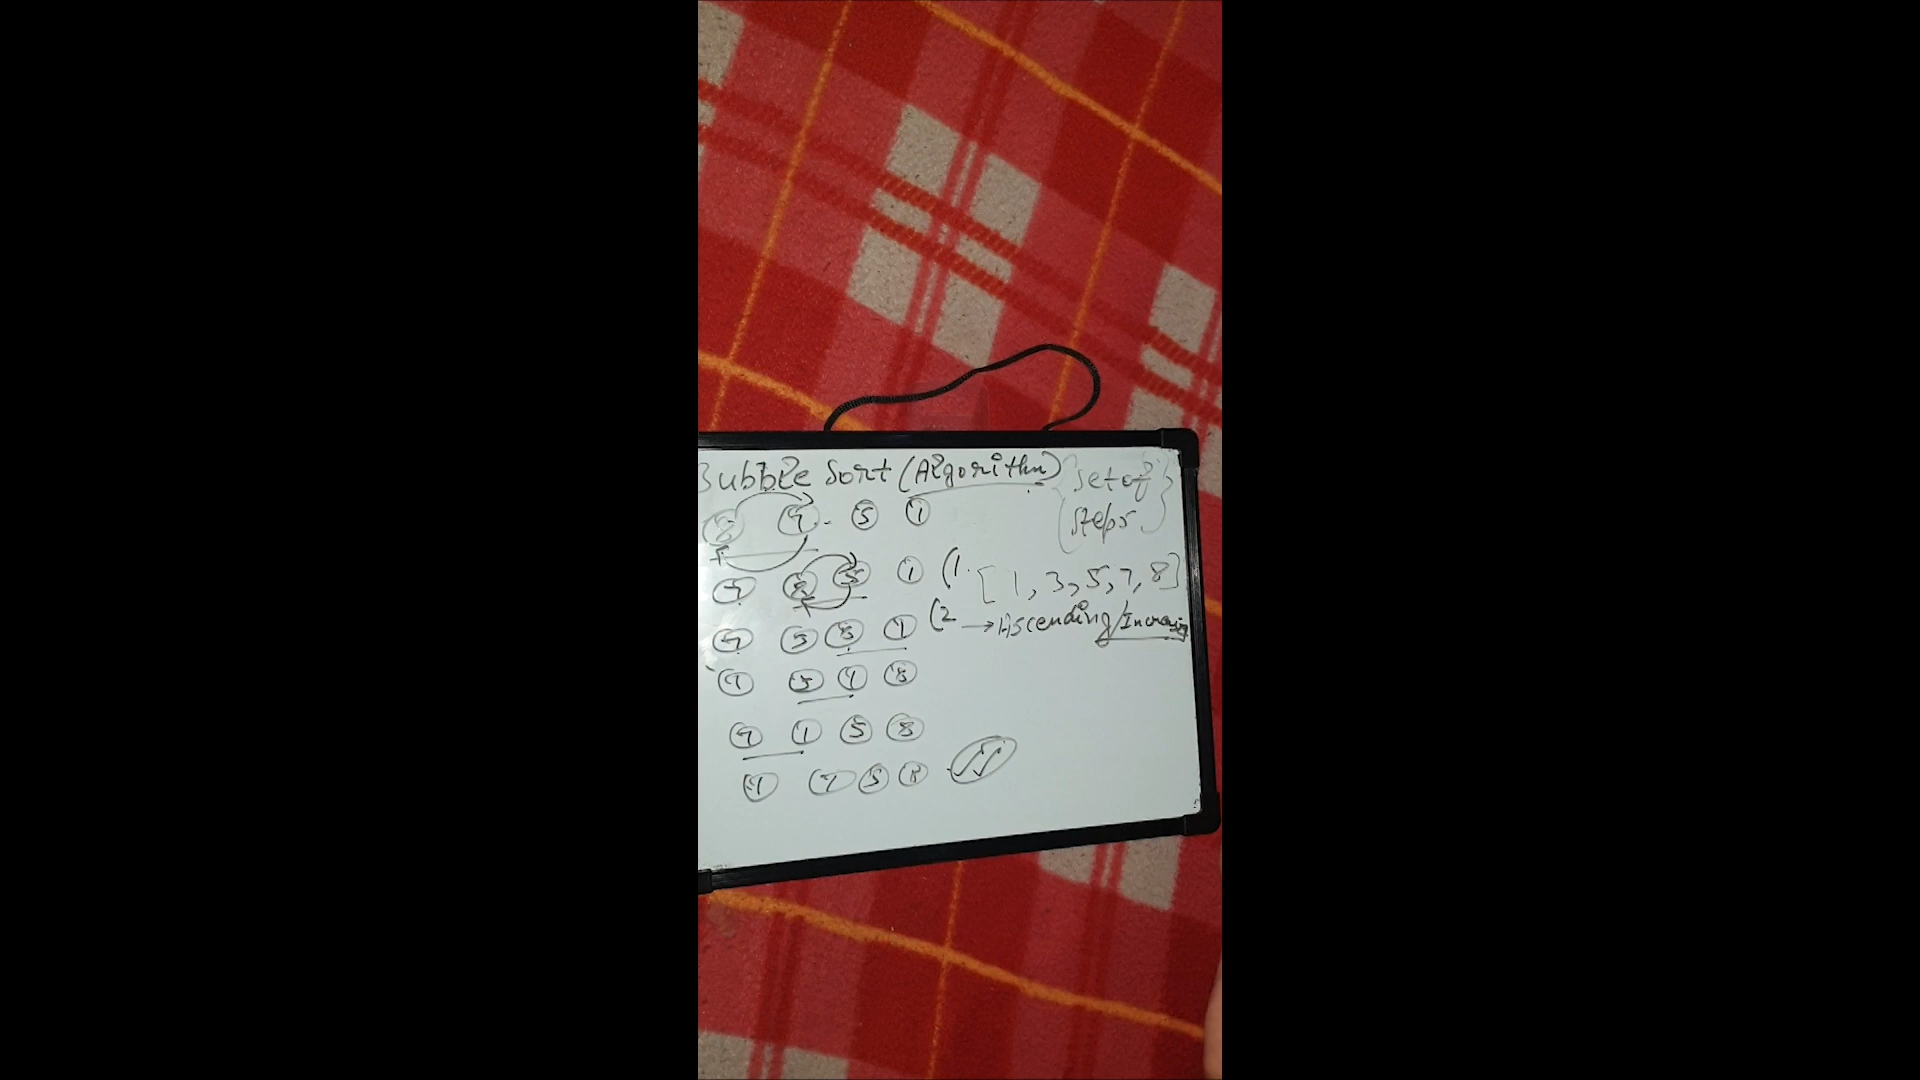 Bubble Sort (Algorithm) {set of
steps}
8 7 5 1
7 8 5 1
(1. [1, 3, 5, 7, 8]
(2 → Ascending/Increasing
7 5 8 1
7 5 1 8
7 1 5 8
1 7 5 8